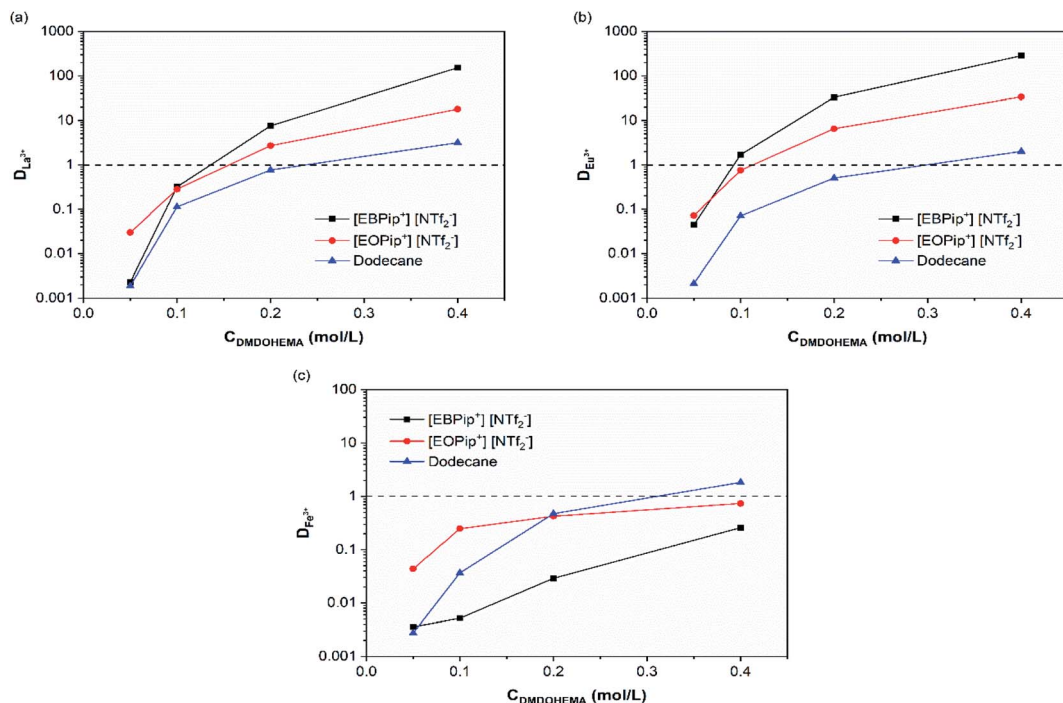 (a)
1000
100
10
1
0.1
0.01
0.001
D_La³⁺
[EBPip⁺] [NTf₂⁻]
[EOPip⁺] [NTf₂⁻]
Dodecane
0.0 0.1 0.2 0.3 0.4
C_DMDOHEMA (mol/L)
(b)
1000
100
10
1
0.1
0.01
0.001
D_Eu³⁺
[EBPip⁺] [NTf₂⁻]
[EOPip⁺] [NTf₂⁻]
Dodecane
0.0 0.1 0.2 0.3 0.4
C_DMDOHEMA (mol/L)
(c)
100
10
1
0.1
0.01
0.001
D_Fe³⁺
[EBPip⁺] [NTf₂⁻]
[EOPip⁺] [NTf₂⁻]
Dodecane
0.0 0.1 0.2 0.3 0.4
C_DMDOHEMA (mol/L)